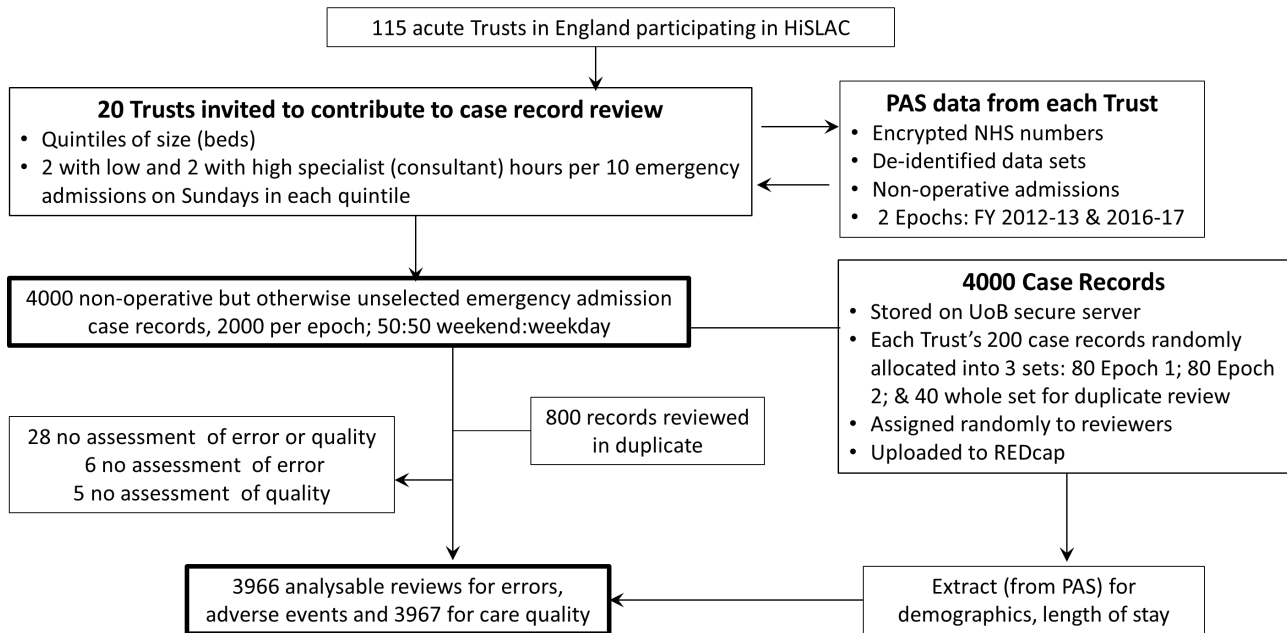 115 acute Trusts in England participating in HiSLAC
20 Trusts invited to contribute to case record review
• Quintiles of size (beds)
• 2 with low and 2 with high specialist (consultant) hours per 10 emergency
admissions on Sundays in each quintile
PAS data from each Trust
• Encrypted NHS numbers
• De-identified data sets
• Non-operative admissions
• 2 Epochs: FY 2012-13 & 2016-17
4000 non-operative but otherwise unselected emergency admission
case records, 2000 per epoch; 50:50 weekend:weekday
4000 Case Records
• Stored on UoB secure server
• Each Trust's 200 case records randomly
allocated into 3 sets: 80 Epoch 1; 80 Epoch
2; & 40 whole set for duplicate review
• Assigned randomly to reviewers
• Uploaded to REDcap
800 records reviewed
in duplicate
28 no assessment of error or quality
6 no assessment of error
5 no assessment of quality
3966 analysable reviews for errors,
adverse events and 3967 for care quality
Extract (from PAS) for
demographics, length of stay